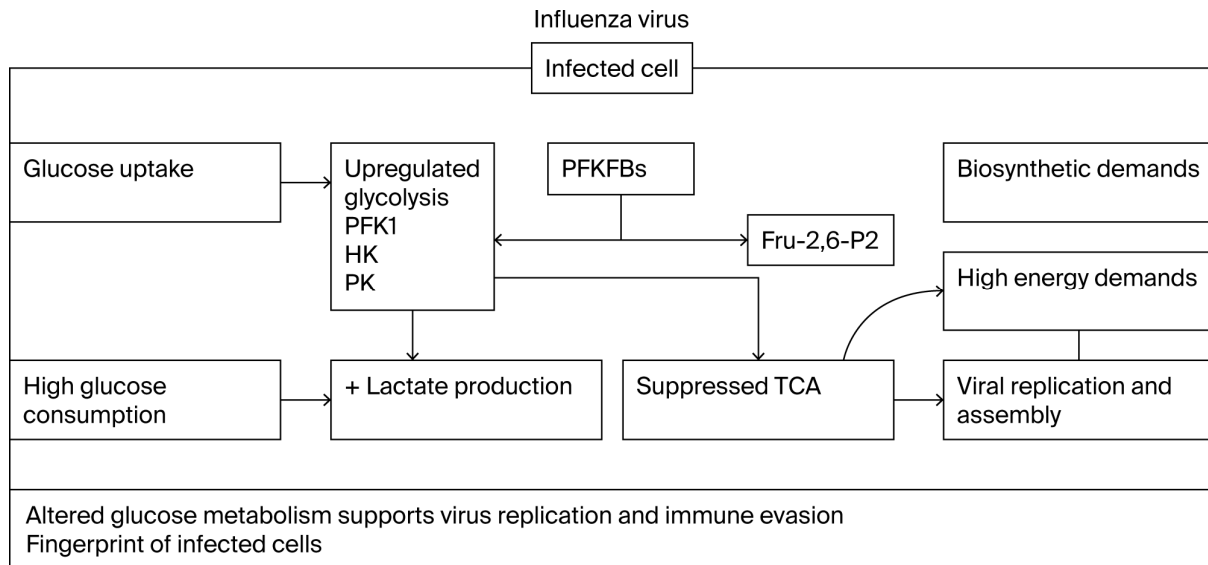 Influenza virus
Infected cell
Glucose uptake
Upregulated
glycolysis
PFK1
HK
PK
PFKFBs
Fru-2,6-P2
Biosynthetic demands
High energy demands
High glucose
consumption
+ Lactate production
Suppressed TCA
Viral replication and
assembly
Altered glucose metabolism supports virus replication and immune evasion
Fingerprint of infected cells